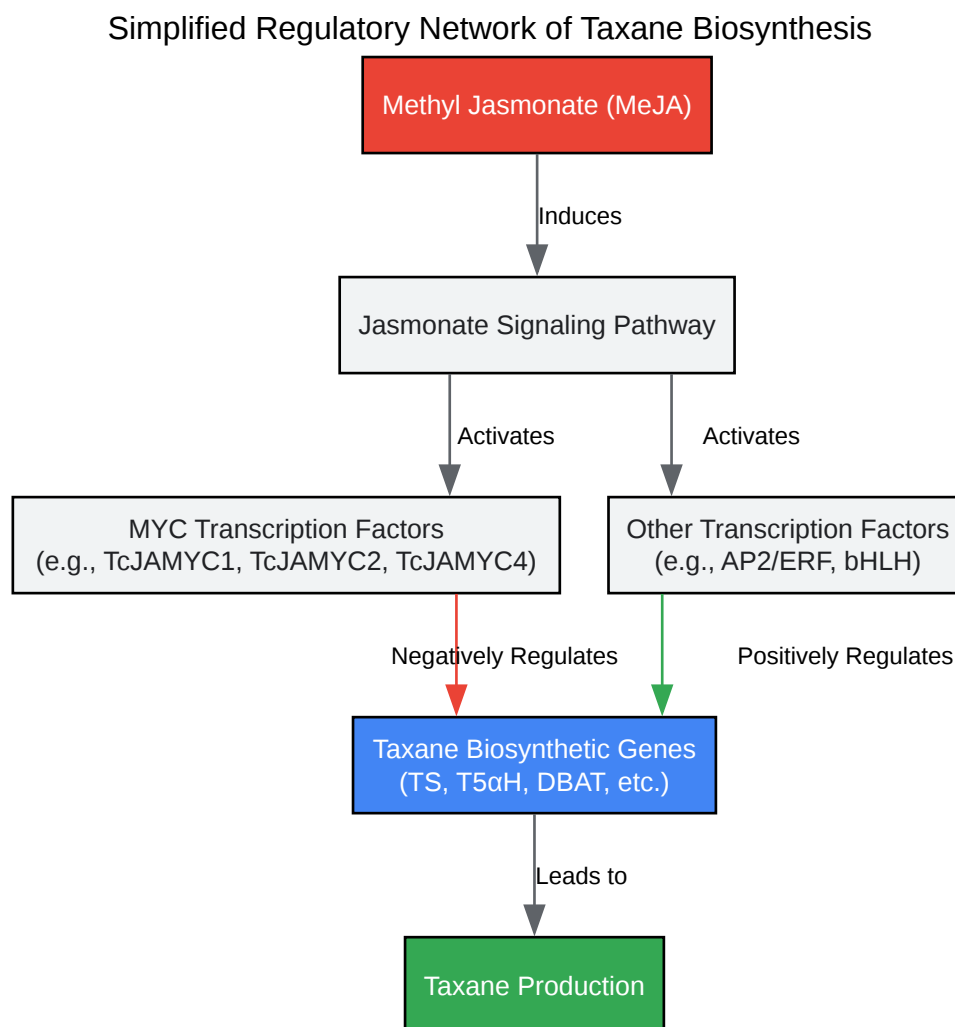 Simplified Regulatory Network of Taxane Biosynthesis
Methyl Jasmonate (MeJA)
Induces
Jasmonate Signaling Pathway
Activates
Activates
MYC Transcription Factors
(e.g., TcJAMYC1, TcJAMYC2, TcJAMYC4)
Other Transcription Factors
(e.g., AP2/ERF, bHLH)
Negatively Regulates
Positively Regulates
Taxane Biosynthetic Genes
(TS, T5αH, DBAT, etc.)
Leads to
Taxane Production